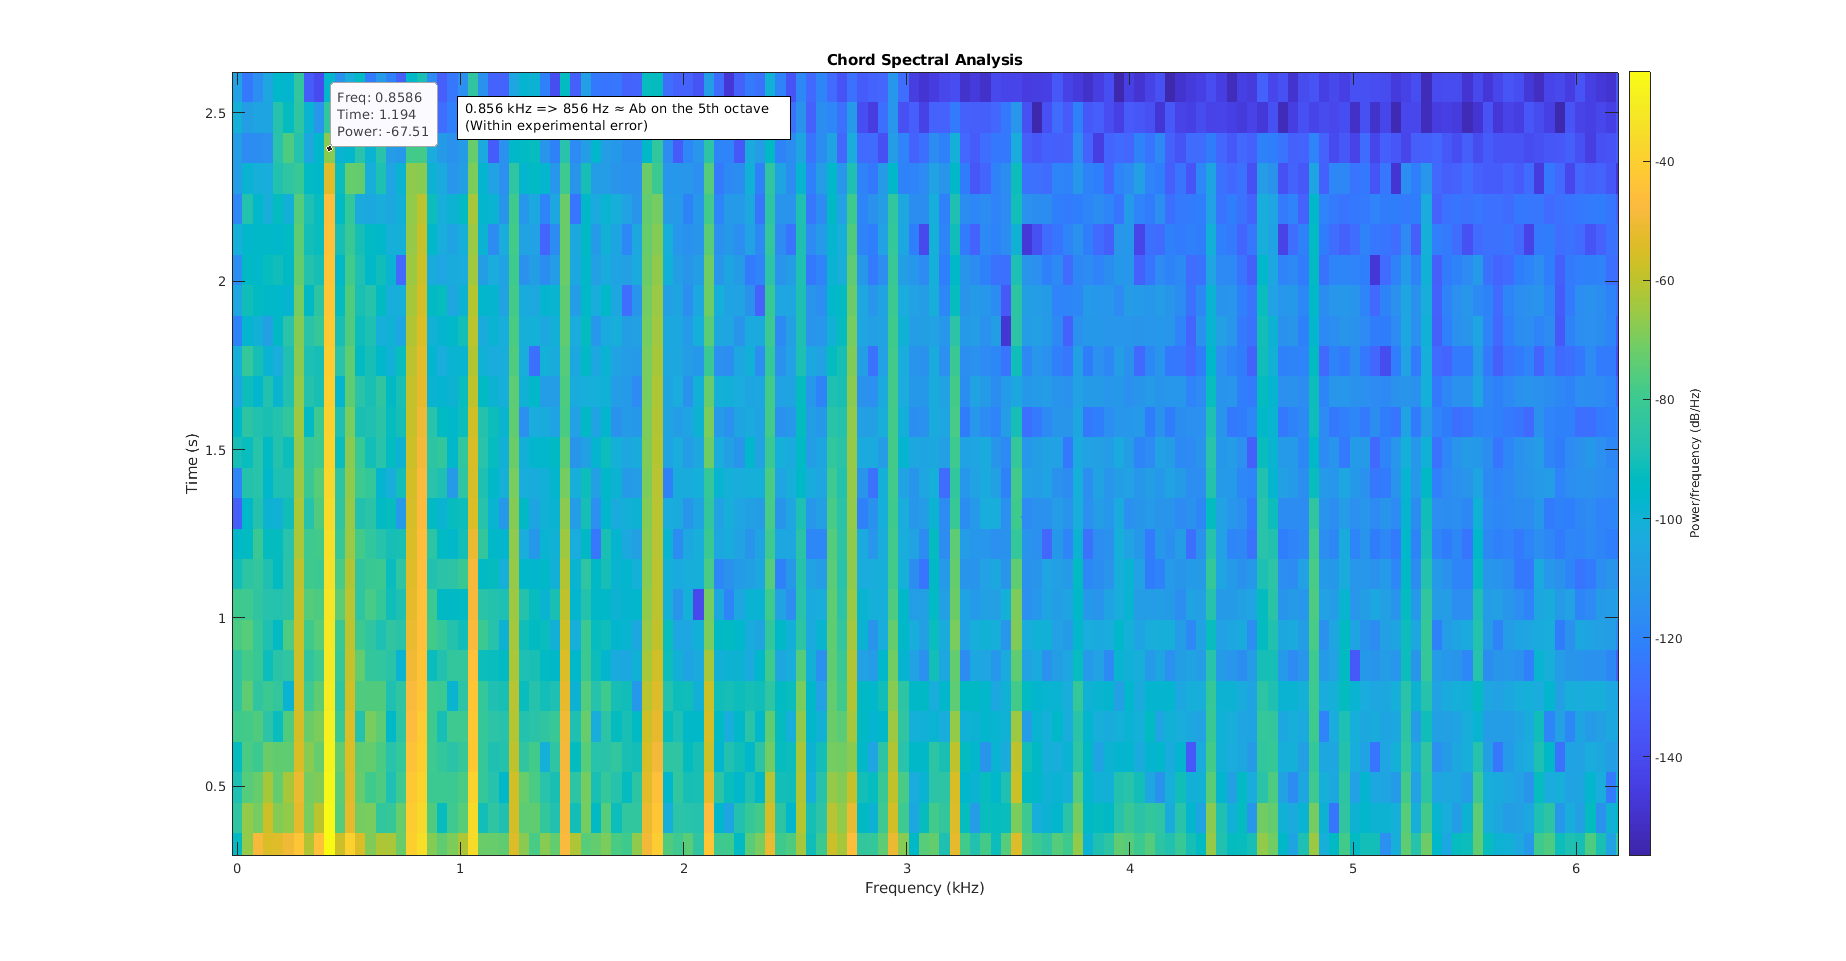 Chord Spectral Analysis
Freq: 0.8586
Time: 1.194
Power: -67.51
0.856 kHz => 856 Hz ≈ Ab on the 5th octave
(Within experimental error)
2.5
2
1.5
1
0.5
Time (s)
0 1 2 3 4 5 6
Frequency (kHz)
-40
-60
-80
-100
-120
-140
Power/frequency (dB/Hz)